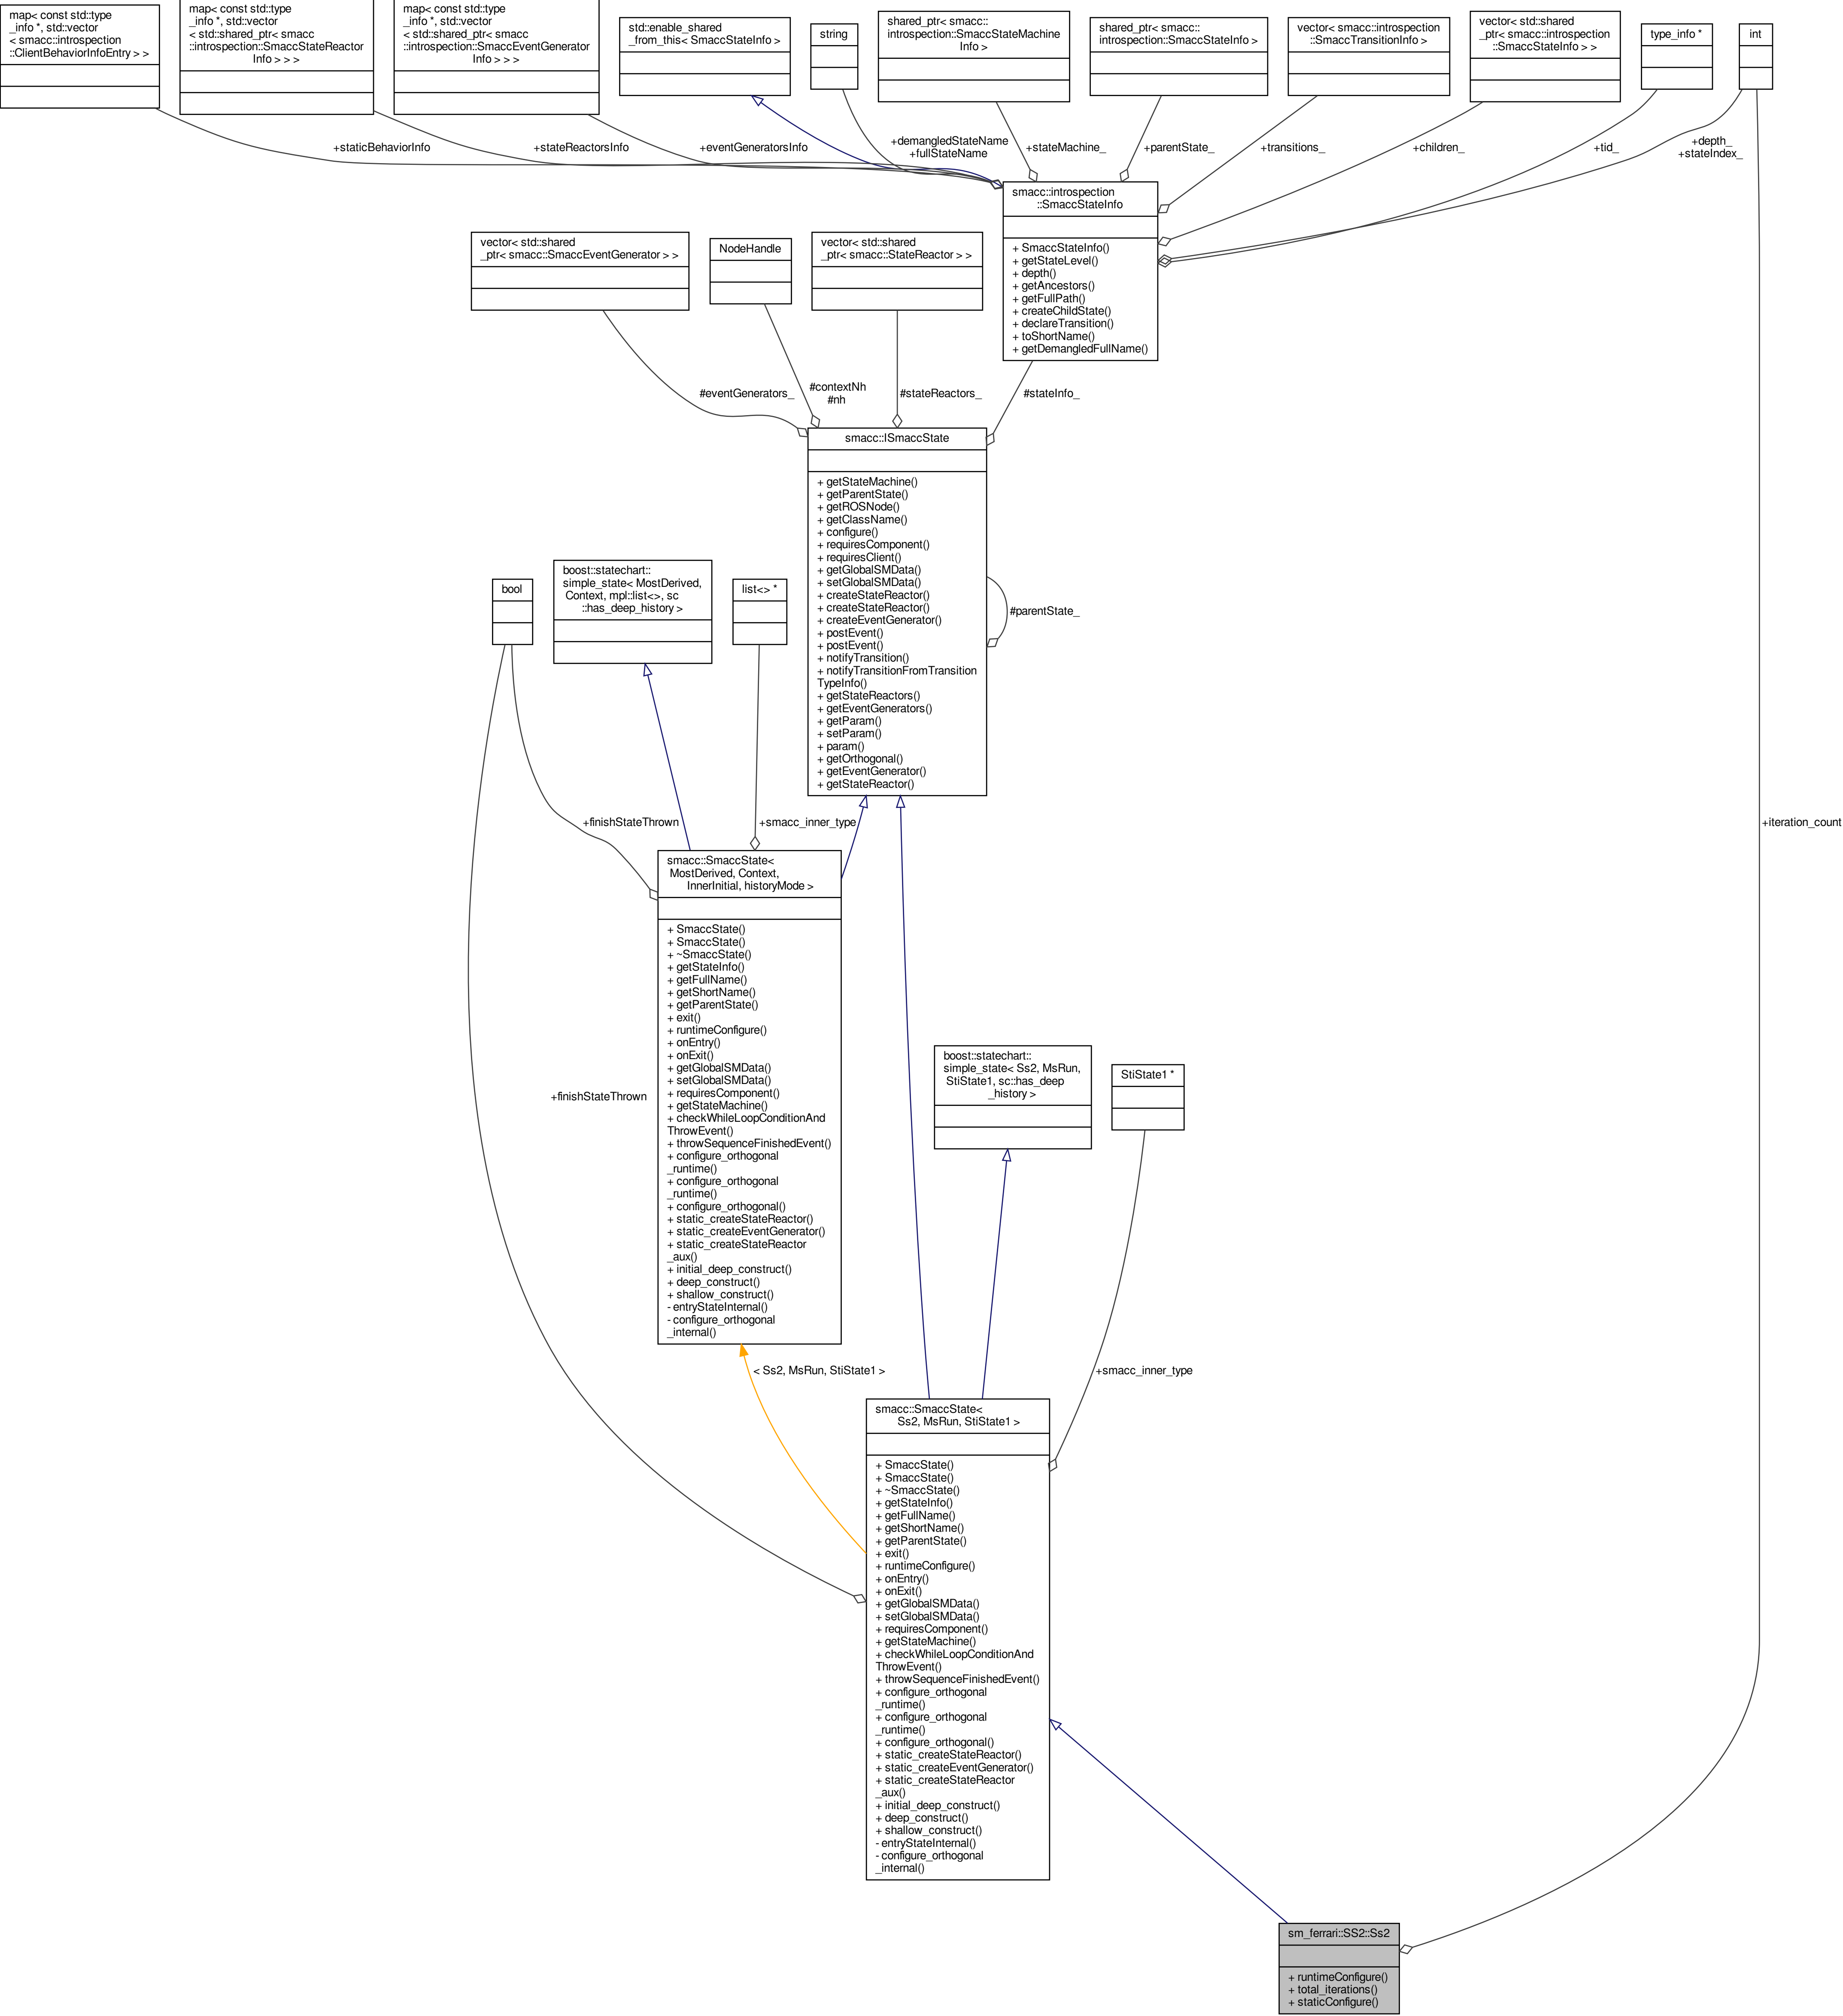 map< const std::type
_info *, std::vector
< smacc::introspection
::ClientBehaviorInfoEntry > >
map< const std::type
_info *, std::vector
< std::shared_ptr< smacc
::introspection::SmaccStateReactor
Info > > >
map< const std::type
_info *, std::vector
< std::shared_ptr< smacc
::introspection::SmaccEventGenerator
Info > > >
std::enable_shared
_from_this< SmaccStateInfo >
string
shared_ptr< smacc::
introspection::SmaccStateMachine
Info >
shared_ptr< smacc::
introspection::SmaccStateInfo >
vector< smacc::introspection
::SmaccTransitionInfo >
vector< std::shared
_ptr< smacc::introspection
::SmaccStateInfo > >
type_info *
int
+staticBehaviorInfo
+stateReactorsInfo
+eventGeneratorsInfo
+demangledStateName
+fullStateName
+stateMachine_
+parentState_
+transitions_
+children_
+tid_
+depth_
+stateIndex_
smacc::introspection
::SmaccStateInfo
+ SmaccStateInfo()
+ getStateLevel()
+ depth()
+ getAncestors()
+ getFullPath()
+ createChildState()
+ declareTransition()
+ toShortName()
+ getDemangledFullName()
vector< std::shared
_ptr< smacc::SmaccEventGenerator > >
NodeHandle
vector< std::shared
_ptr< smacc::StateReactor > >
#eventGenerators_
#contextNh
#nh
#stateReactors_
#stateInfo_
smacc::ISmaccState
+ getStateMachine()
+ getParentState()
+ getROSNode()
+ getClassName()
+ configure()
+ requiresComponent()
+ requiresClient()
+ getGlobalSMData()
+ setGlobalSMData()
+ createStateReactor()
+ createStateReactor()
+ createEventGenerator()
+ postEvent()
+ postEvent()
+ notifyTransition()
+ notifyTransitionFromTransition
TypeInfo()
+ getStateReactors()
+ getEventGenerators()
+ getParam()
+ setParam()
+ param()
+ getOrthogonal()
+ getEventGenerator()
+ getStateReactor()
#parentState_
bool
boost::statechart::
simple_state< MostDerived,
Context, mpl::list<>, sc
::has_deep_history >
list<> *
+finishStateThrown
+smacc_inner_type
+iteration_count
smacc::SmaccState<
MostDerived, Context,
InnerInitial, historyMode >
+ SmaccState()
+ SmaccState()
+ ~SmaccState()
+ getStateInfo()
+ getFullName()
+ getShortName()
+ getParentState()
+ exit()
+ runtimeConfigure()
+ onEntry()
+ onExit()
+ getGlobalSMData()
+ setGlobalSMData()
+ requiresComponent()
+ getStateMachine()
+ checkWhileLoopConditionAnd
ThrowEvent()
+ throwSequenceFinishedEvent()
+ configure_orthogonal
_runtime()
+ configure_orthogonal
_runtime()
+ configure_orthogonal()
+ static_createStateReactor()
+ static_createEventGenerator()
+ static_createStateReactor
_aux()
+ initial_deep_construct()
+ deep_construct()
+ shallow_construct()
- entryStateInternal()
- configure_orthogonal
_internal()
+finishStateThrown
boost::statechart::
simple_state< Ss2, MsRun,
StiState1, sc::has_deep
_history >
StiState1 *
< Ss2, MsRun, StiState1 >
+smacc_inner_type
smacc::SmaccState<
Ss2, MsRun, StiState1 >
+ SmaccState()
+ SmaccState()
+ ~SmaccState()
+ getStateInfo()
+ getFullName()
+ getShortName()
+ getParentState()
+ exit()
+ runtimeConfigure()
+ onEntry()
+ onExit()
+ getGlobalSMData()
+ setGlobalSMData()
+ requiresComponent()
+ getStateMachine()
+ checkWhileLoopConditionAnd
ThrowEvent()
+ throwSequenceFinishedEvent()
+ configure_orthogonal
_runtime()
+ configure_orthogonal
_runtime()
+ configure_orthogonal()
+ static_createStateReactor()
+ static_createEventGenerator()
+ static_createStateReactor
_aux()
+ initial_deep_construct()
+ deep_construct()
+ shallow_construct()
- entryStateInternal()
- configure_orthogonal
_internal()
sm_ferrari::SS2::Ss2
+ runtimeConfigure()
+ total_iterations()
+ staticConfigure()